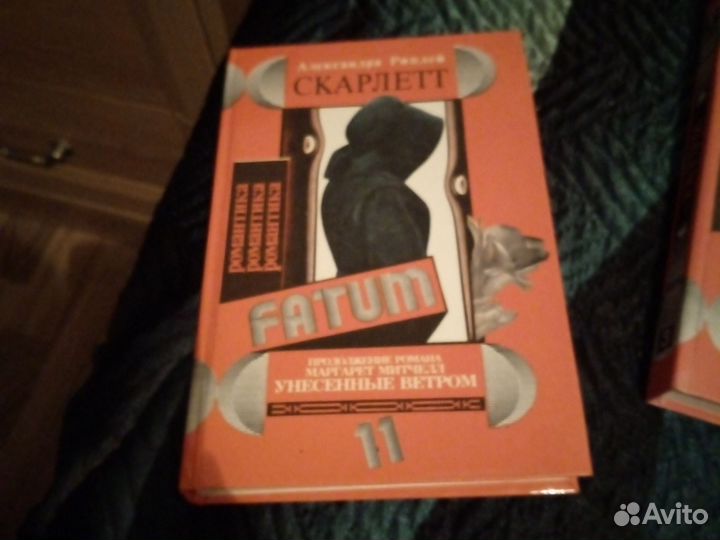 Александра Риплей
СКАРЛЕТТ
романтика
романтика
романтика
FATUM
ПРОДОЛЖЕНИЕ РОМАНА
МАРГАРЕТ МИТЧЕЛЛ
УНЕСЕННЫЕ ВЕТРОМ
11
Avito